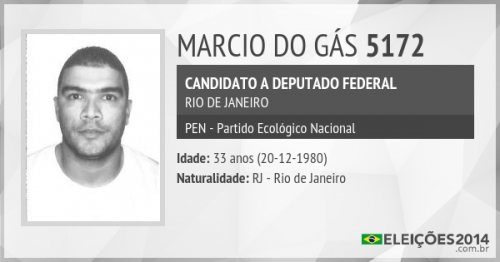 MARCIO DO GÁS 5172
CANDIDATO A DEPUTADO FEDERAL
RIO DE JANEIRO
PEN - Partido Ecológico Nacional
Idade: 33 anos (20-12-1980)
Naturalidade: RJ - Rio de Janeiro
ELEIÇÕES2014
.com.br